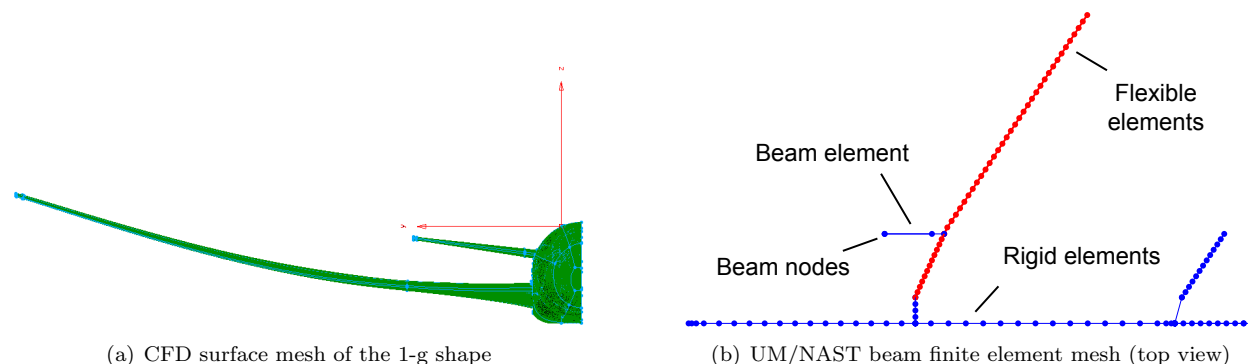 z
y
Flexible
elements
Beam element
Beam nodes
Rigid elements
(a) CFD surface mesh of the 1-g shape
(b) UM/NAST beam finite element mesh (top view)